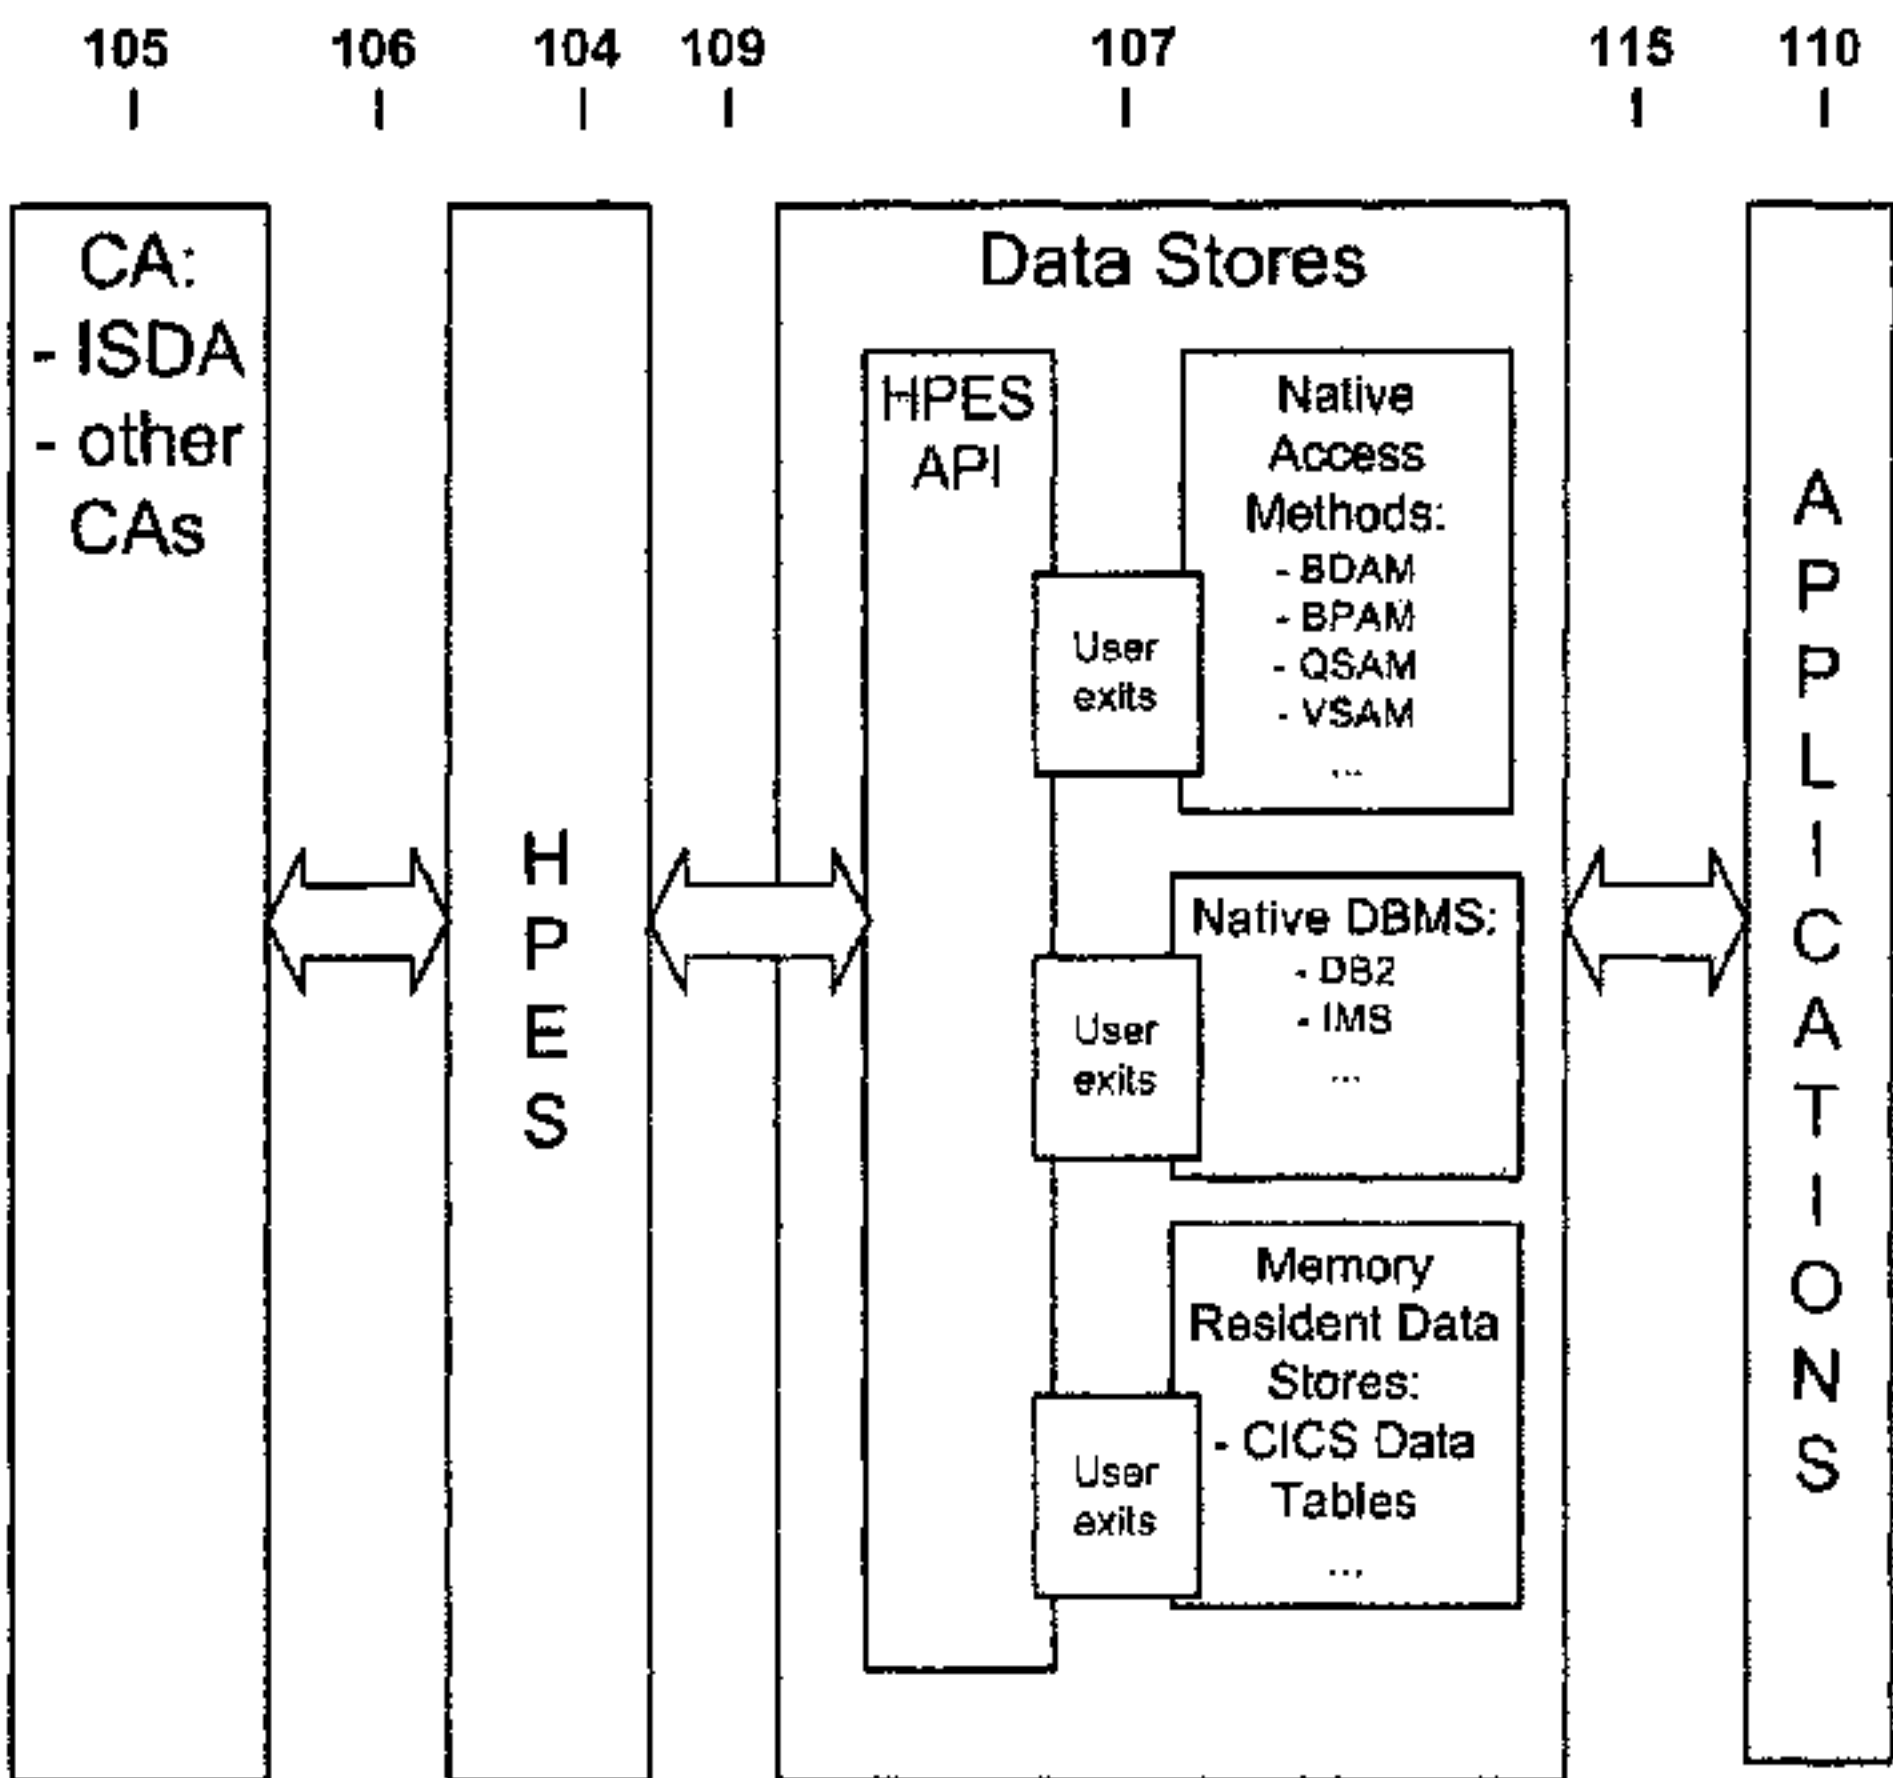 105 106 104 109 107 115 110
CA:
- ISDA
- other
CAs
H
P
E
S
Data Stores
HPES
API
Native
Access
Methods:
- BDAM
- BPAM
- QSAM
- VSAM
...
User
exits
Native DBMS:
- DB2
- IMS
...
User
exits
Memory
Resident Data
Stores:
- CICS Data
Tables
...
User
exits
A
P
P
L
I
C
A
T
I
O
N
S